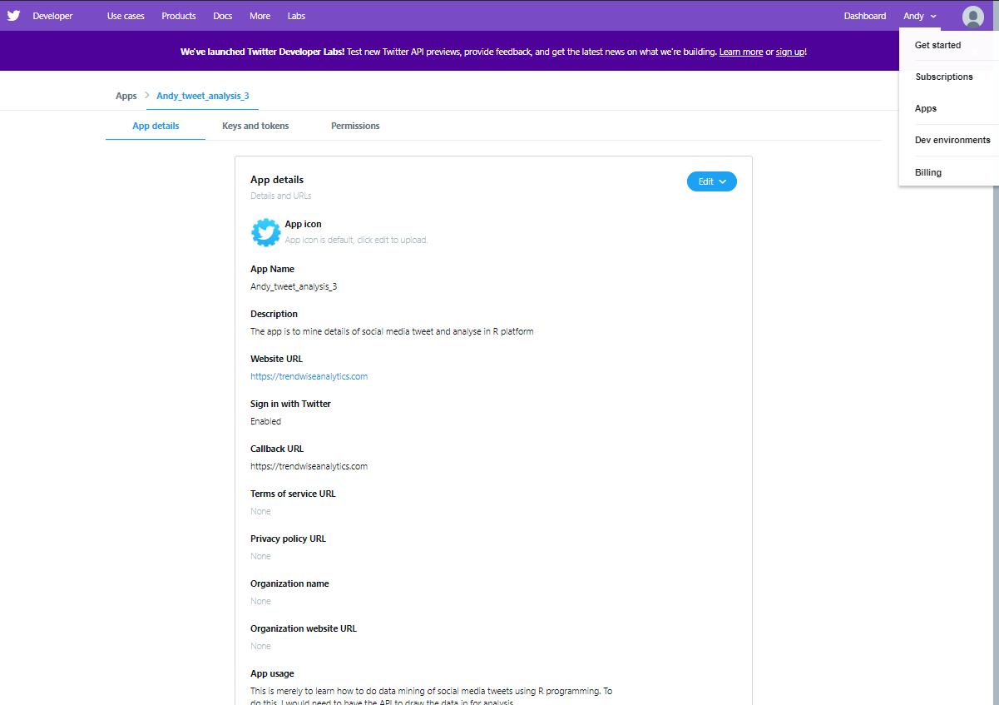 Developer Use cases Products Docs More Labs Dashboard Andy
We've launched Twitter Developer Labs! Test new Twitter API previews, provide feedback, and get the latest news on what we're building. Learn more or sign up!
Get started
Subscriptions
Apps
Dev environments
Billing
Apps Andy_tweet_analysis_3
App details Keys and tokens Permissions
App details
Edit
Details and URLs
App icon
App icon is default, click edit to upload.
App Name
Andy_tweet_analysis_3
Description
The app is to mine details of social media tweet and analyse in R platform
Website URL
https://trendwiseanalytics.com
Sign in with Twitter
Enabled
Callback URL
https://trendwiseanalytics.com
Terms of service URL
None
Privacy policy URL
None
Organization name
None
Organization website URL
None
App usage
This is merely to learn how to do data mining of social media tweets using R programming. To
do this, I would need to have the API to draw the data in for analysis